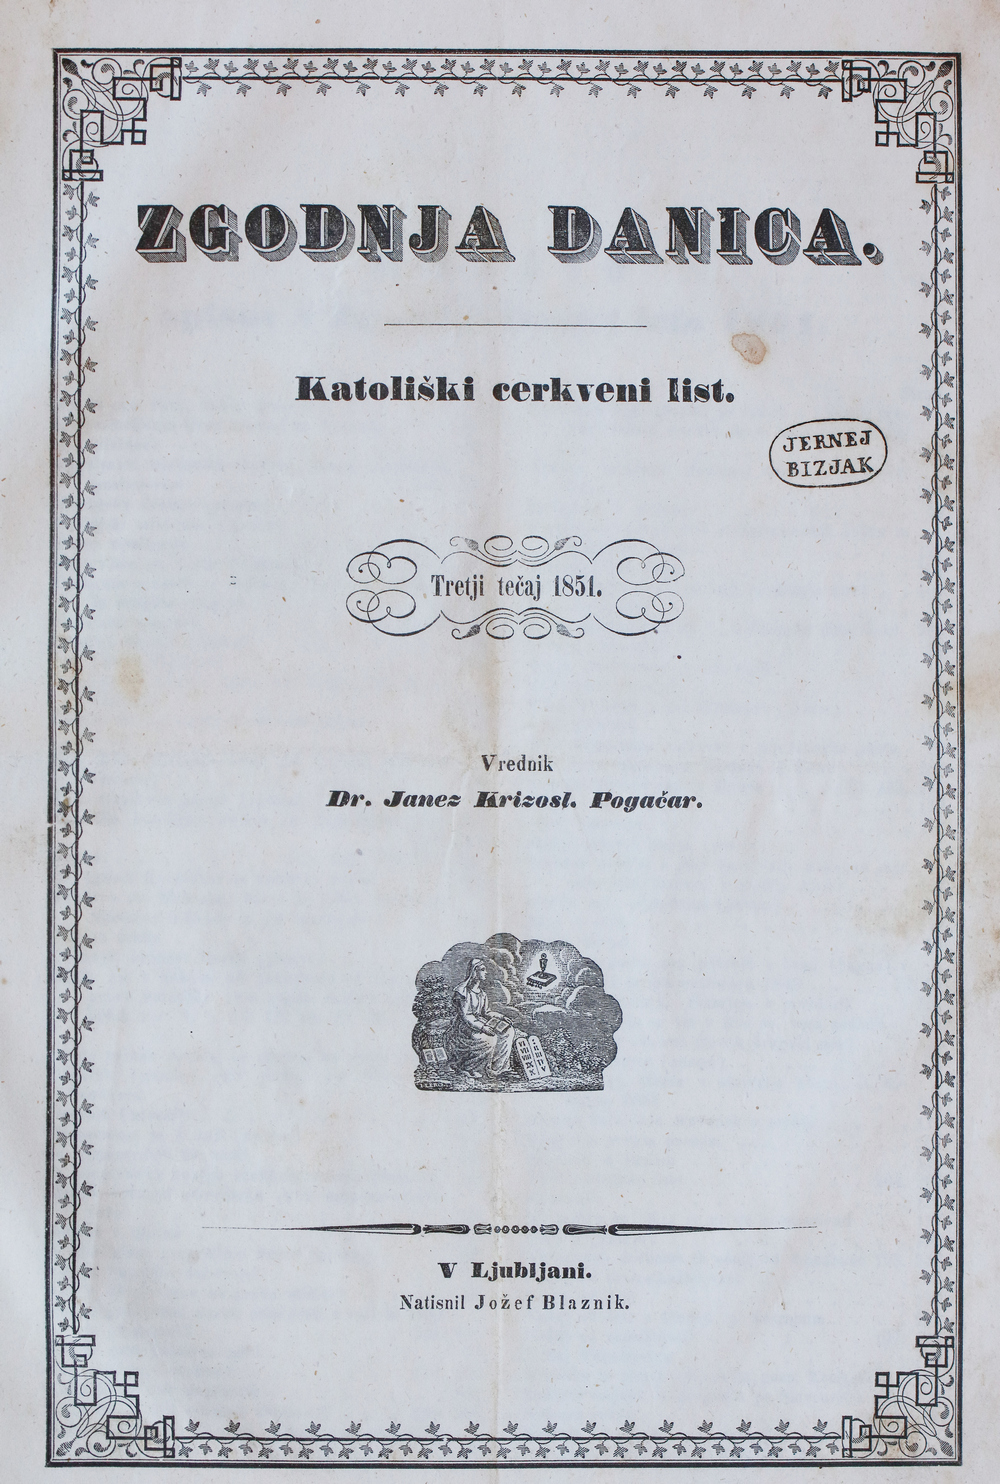 ZGODNJA DANICA.
Katoliški cerkveni list.
JERNEJ
BIZJAK
Tretji tečaj 1851.
Vrednik
Dr. Janez Krizosl. Pogačar.
V Ljubljani.
Natisnil Jožef Blaznik.